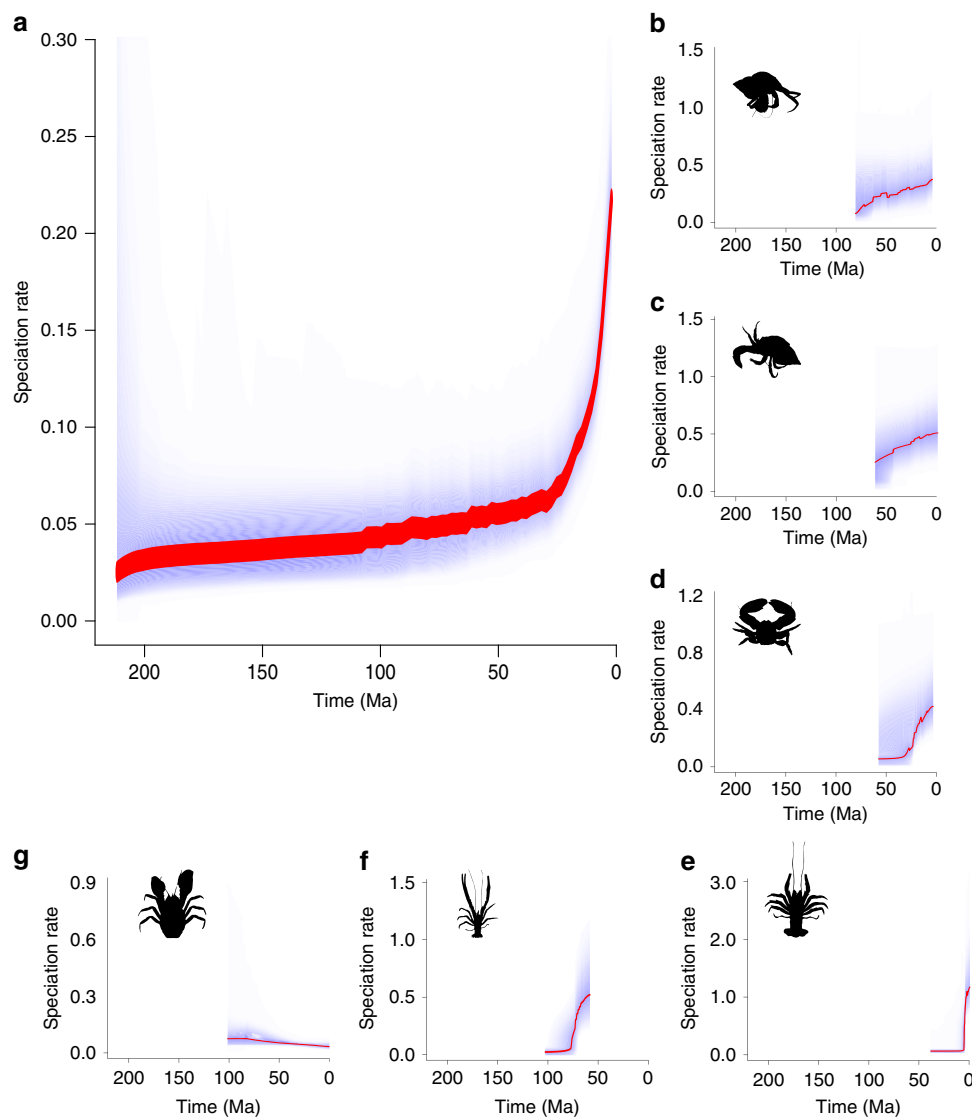 a
0.30
0.25
0.20
0.15
0.10
0.05
0.00
Speciation rate
200 150 100 50 0
Time (Ma)
b
1.5
1.0
0.5
0.0
Speciation rate
200 150 100 50 0
Time (Ma)
c
1.5
1.0
0.5
0.0
Speciation rate
200 150 100 50 0
Time (Ma)
d
1.2
0.8
0.4
0.0
Speciation rate
200 150 100 50 0
Time (Ma)
g
0.9
0.6
0.3
0.0
Speciation rate
200 150 100 50 0
Time (Ma)
f
1.5
1.0
0.5
0.0
Speciation rate
200 150 100 50 0
Time (Ma)
e
3.0
2.0
1.0
0.0
Speciation rate
200 150 100 50 0
Time (Ma)